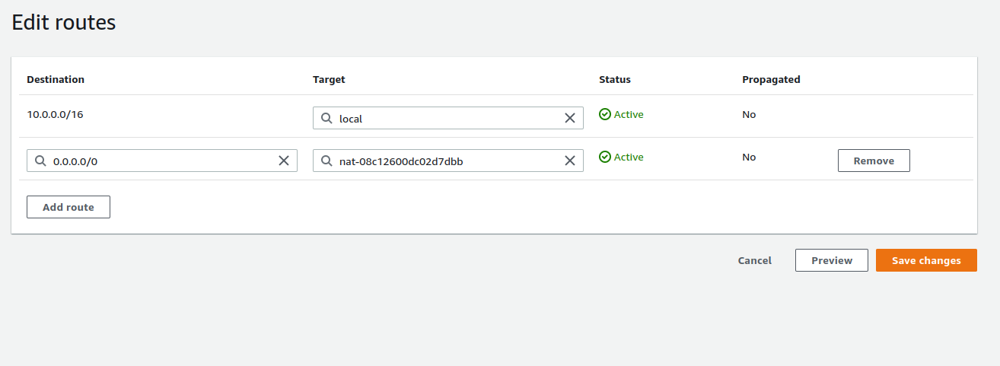 Edit routes
Destination Target Status Propagated
10.0.0.0/16 local Active No
0.0.0.0/0 nat-08c12600dc02d7dbb Active No Remove
Add route
Cancel Preview Save changes